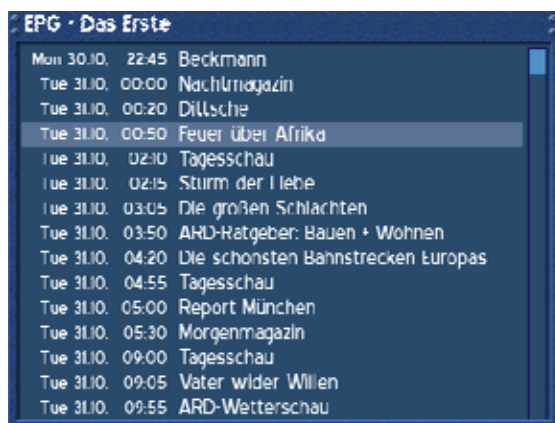 EPG · Das Erste
Mon 30.10. 22:45 Beckmann
Tue 31.10. 00:00 Nachtmagazin
Tue 31.10. 00:20 Dittsche
Tue 31.10. 00:50 Feuer über Afrika
Tue 31.10. 02:10 Tagesschau
Tue 31.10. 02:15 Sturm der Liebe
Tue 31.10. 03:05 Die großen Schlachten
Tue 31.10. 03:50 ARD-Ratgeber: Bauen + Wohnen
Tue 31.10. 04:20 Die schönsten Bahnstrecken Europas
Tue 31.10. 04:55 Tagesschau
Tue 31.10. 05:00 Report München
Tue 31.10. 05:30 Morgenmagazin
Tue 31.10. 09:00 Tagesschau
Tue 31.10. 09:05 Vater wider Willen
Tue 31.10. 09:55 ARD-Wetterschau